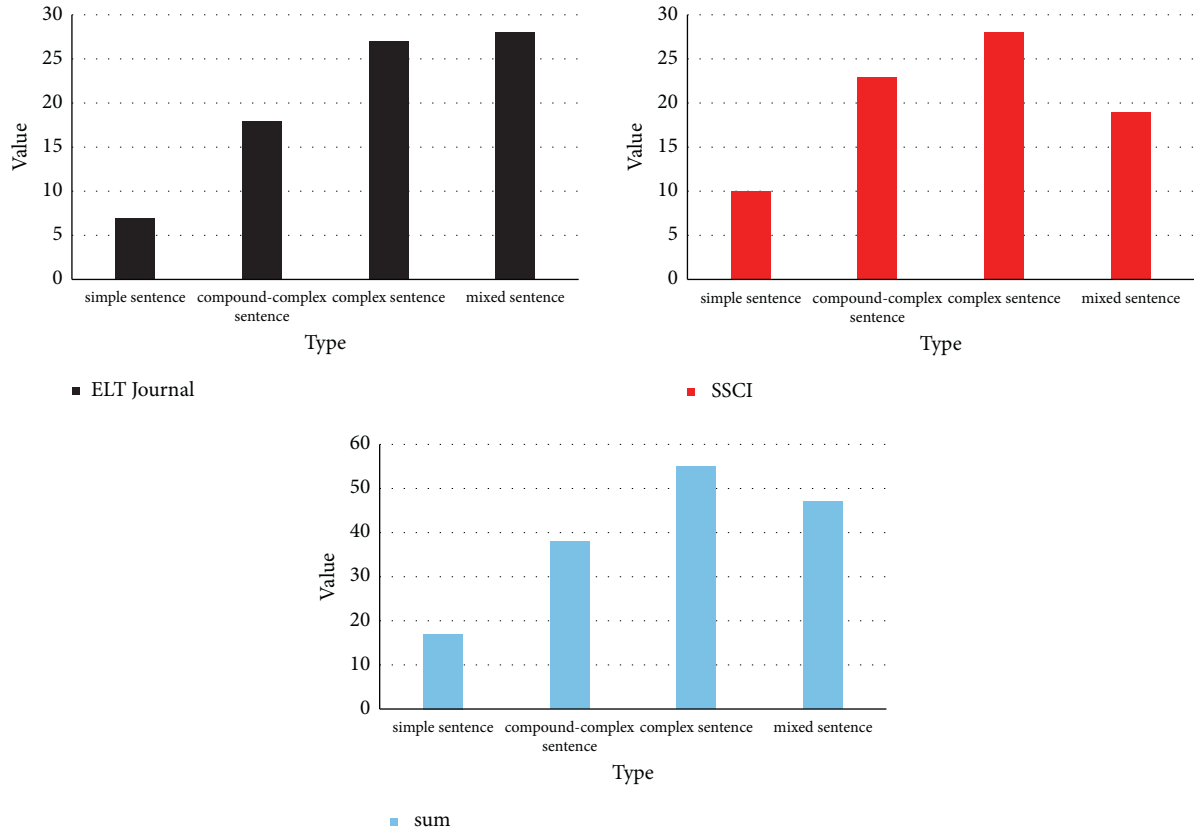 30
25
20
15
10
5
0
Value
simple sentence
compound-complex
sentence
complex sentence
mixed sentence
Type
ELT Journal
30
25
20
15
10
5
0
Value
simple sentence
compound-complex
sentence
complex sentence
mixed sentence
Type
SSCI
60
50
40
30
20
10
0
Value
simple sentence
compound-complex
sentence
complex sentence
mixed sentence
Type
sum